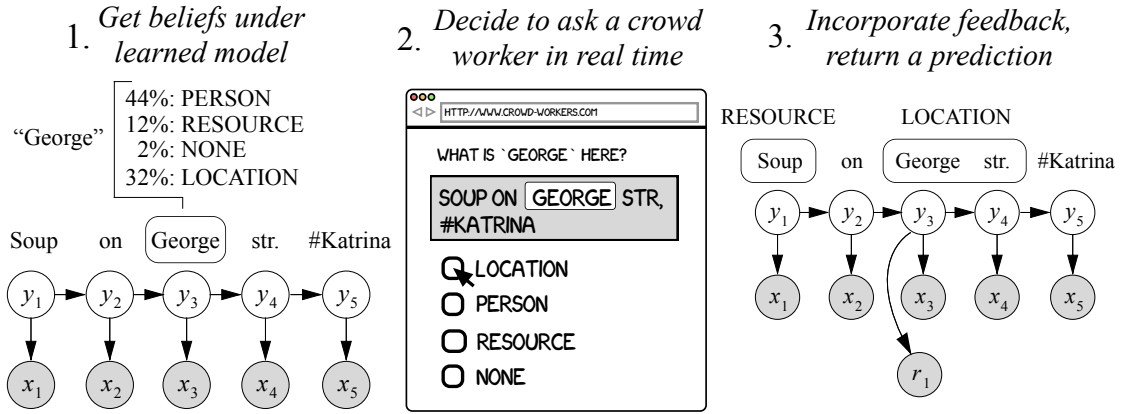 1. Get beliefs under
learned model
44%: PERSON
12%: RESOURCE
2%: NONE
32%: LOCATION
“George”
Soup on George str. #Katrina
y1 y2 y3 y4 y5
x1 x2 x3 x4 x5
2. Decide to ask a crowd
worker in real time
HTTP://WWW.CROWD-WORKERS.COM
WHAT IS `GEORGE` HERE?
SOUP ON GEORGE STR,
#KATRINA
LOCATION
PERSON
RESOURCE
NONE
3. Incorporate feedback,
return a prediction
RESOURCE LOCATION
Soup on George str. #Katrina
y1 y2 y3 y4 y5
x1 x2 x3 x4 x5
r1